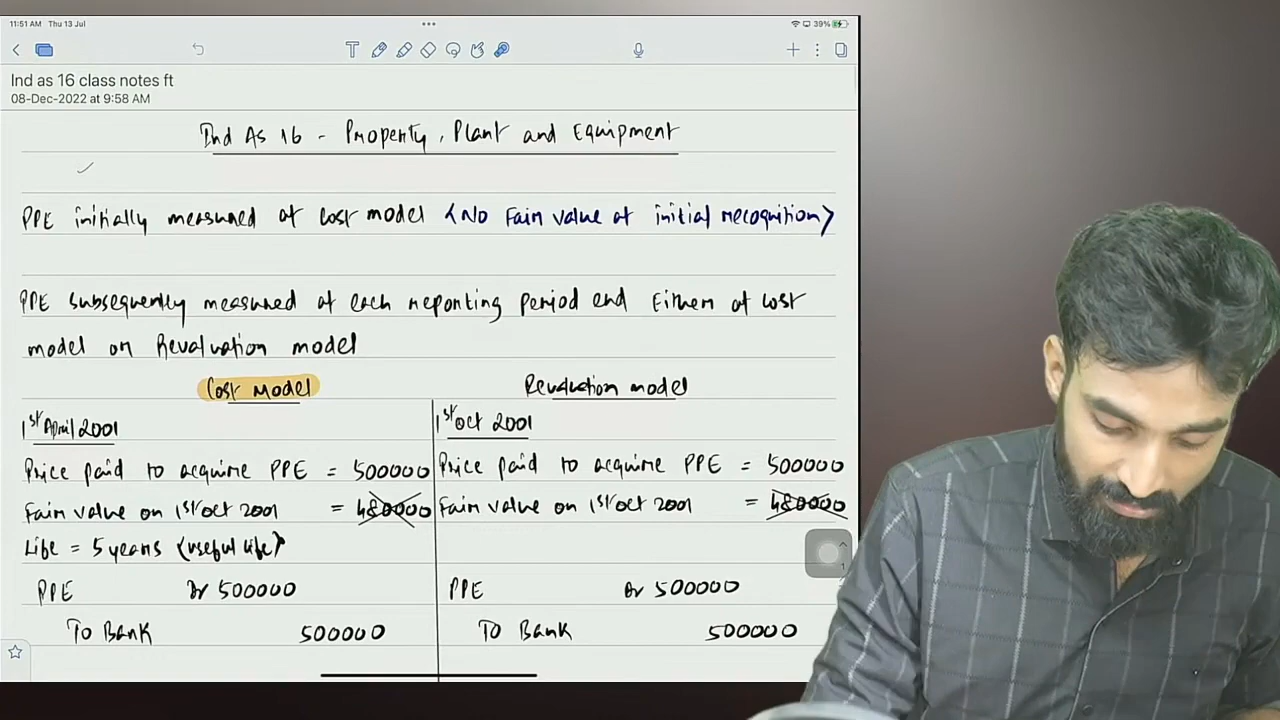 11:51 AM Thu 13 Jul
39%
Ind as 16 class notes ft
08-Dec-2022 at 9:58 AM
Ind AS 16 - Property, Plant and Equipment
PPE initially measured at cost model <No Fair value at initial recognition>
PPE subsequently measured at each reporting period end Either at cost
model or Revaluation model
Cost Model
1st April 2001
Price paid to acquire PPE = 500000
Fair value on 1st Oct 2001 = 480000
Life = 5 years (useful life)
PPE Dr 500000
To Bank 500000
Revaluation model
1st Oct 2001
Price paid to acquire PPE = 500000
Fair value on 1st Oct 2001 = 480000
PPE Dr 500000
To Bank 500000
1